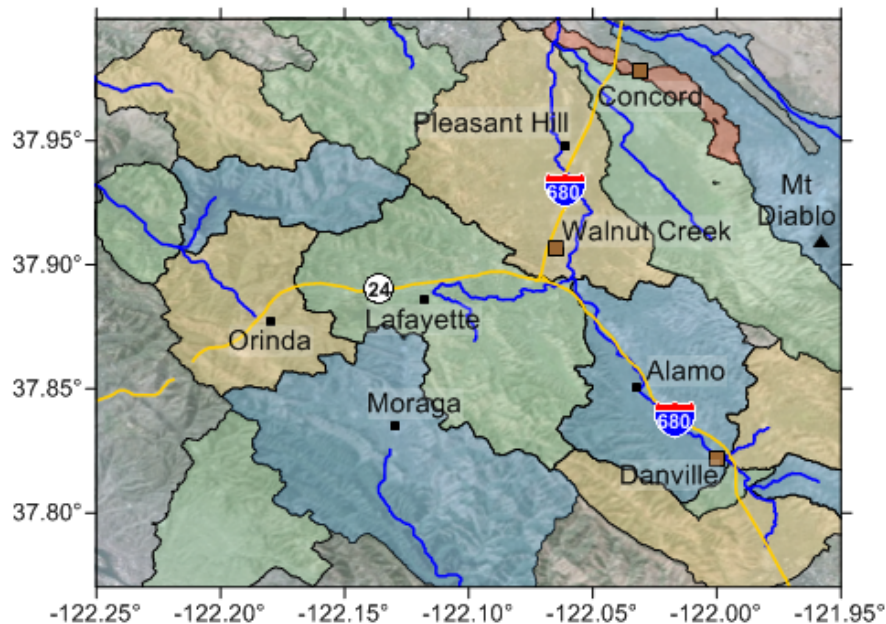 Concord
37.95°
Pleasant Hill
680
Mt
Diablo
Walnut Creek
37.90°
24
Lafayette
Orinda
37.85°
Alamo
Moraga
680
Danville
37.80°
-122.25° -122.20° -122.15° -122.10° -122.05° -122.00° -121.95°